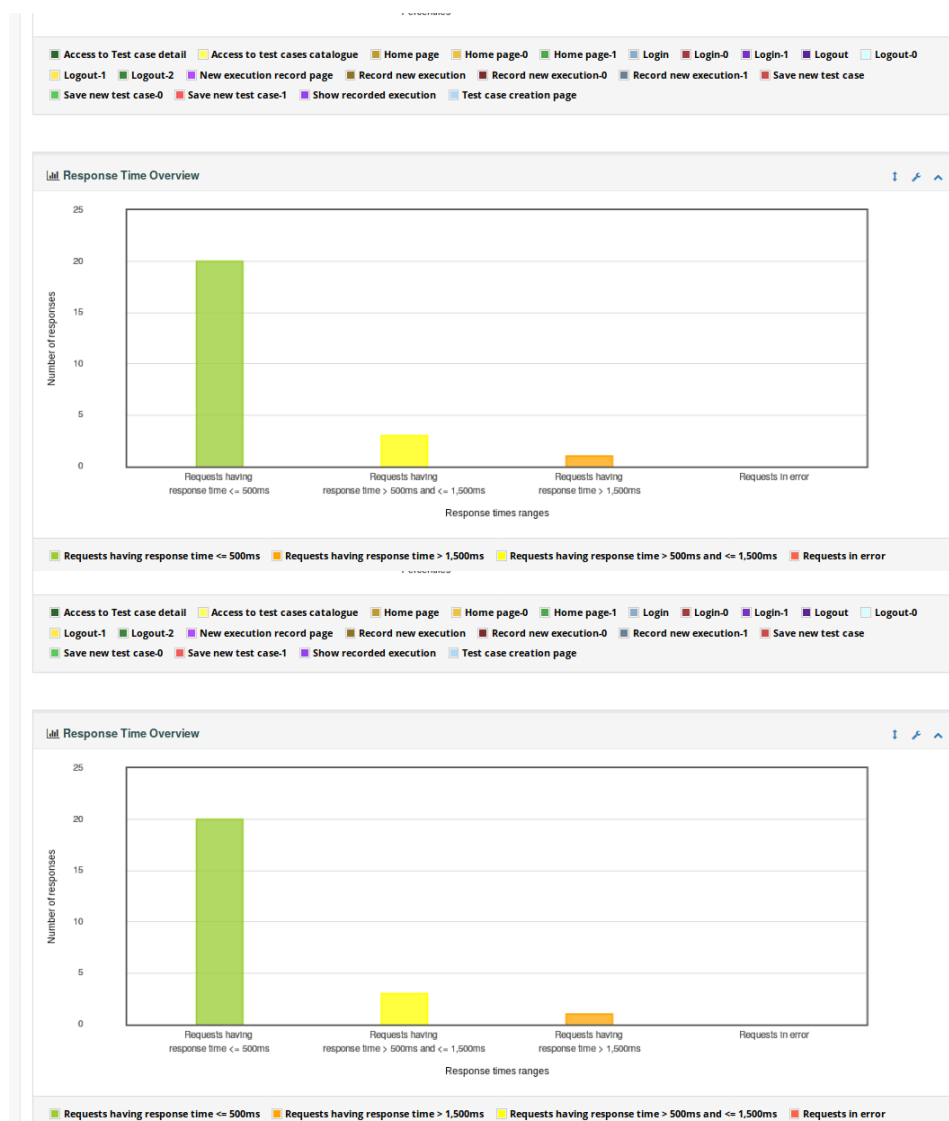 Access to Test case detail Access to test cases catalogue Home page Home page-0 Home page-1 Login Login-0 Login-1 Logout Logout-0
Logout-1 Logout-2 New execution record page Record new execution Record new execution-0 Record new execution-1 Save new test case
Save new test case-0 Save new test case-1 Show recorded execution Test case creation page
Response Time Overview
25
20
15
10
5
0
Number of responses
Requests having
response time <= 500ms
Requests having
response time > 500ms and <= 1,500ms
Requests having
response time > 1,500ms
Requests in error
Response times ranges
Requests having response time <= 500ms Requests having response time > 1,500ms Requests having response time > 500ms and <= 1,500ms Requests in error
Access to Test case detail Access to test cases catalogue Home page Home page-0 Home page-1 Login Login-0 Login-1 Logout Logout-0
Logout-1 Logout-2 New execution record page Record new execution Record new execution-0 Record new execution-1 Save new test case
Save new test case-0 Save new test case-1 Show recorded execution Test case creation page
Response Time Overview
25
20
15
10
5
0
Number of responses
Requests having
response time <= 500ms
Requests having
response time > 500ms and <= 1,500ms
Requests having
response time > 1,500ms
Requests in error
Response times ranges
Requests having response time <= 500ms Requests having response time > 1,500ms Requests having response time > 500ms and <= 1,500ms Requests in error